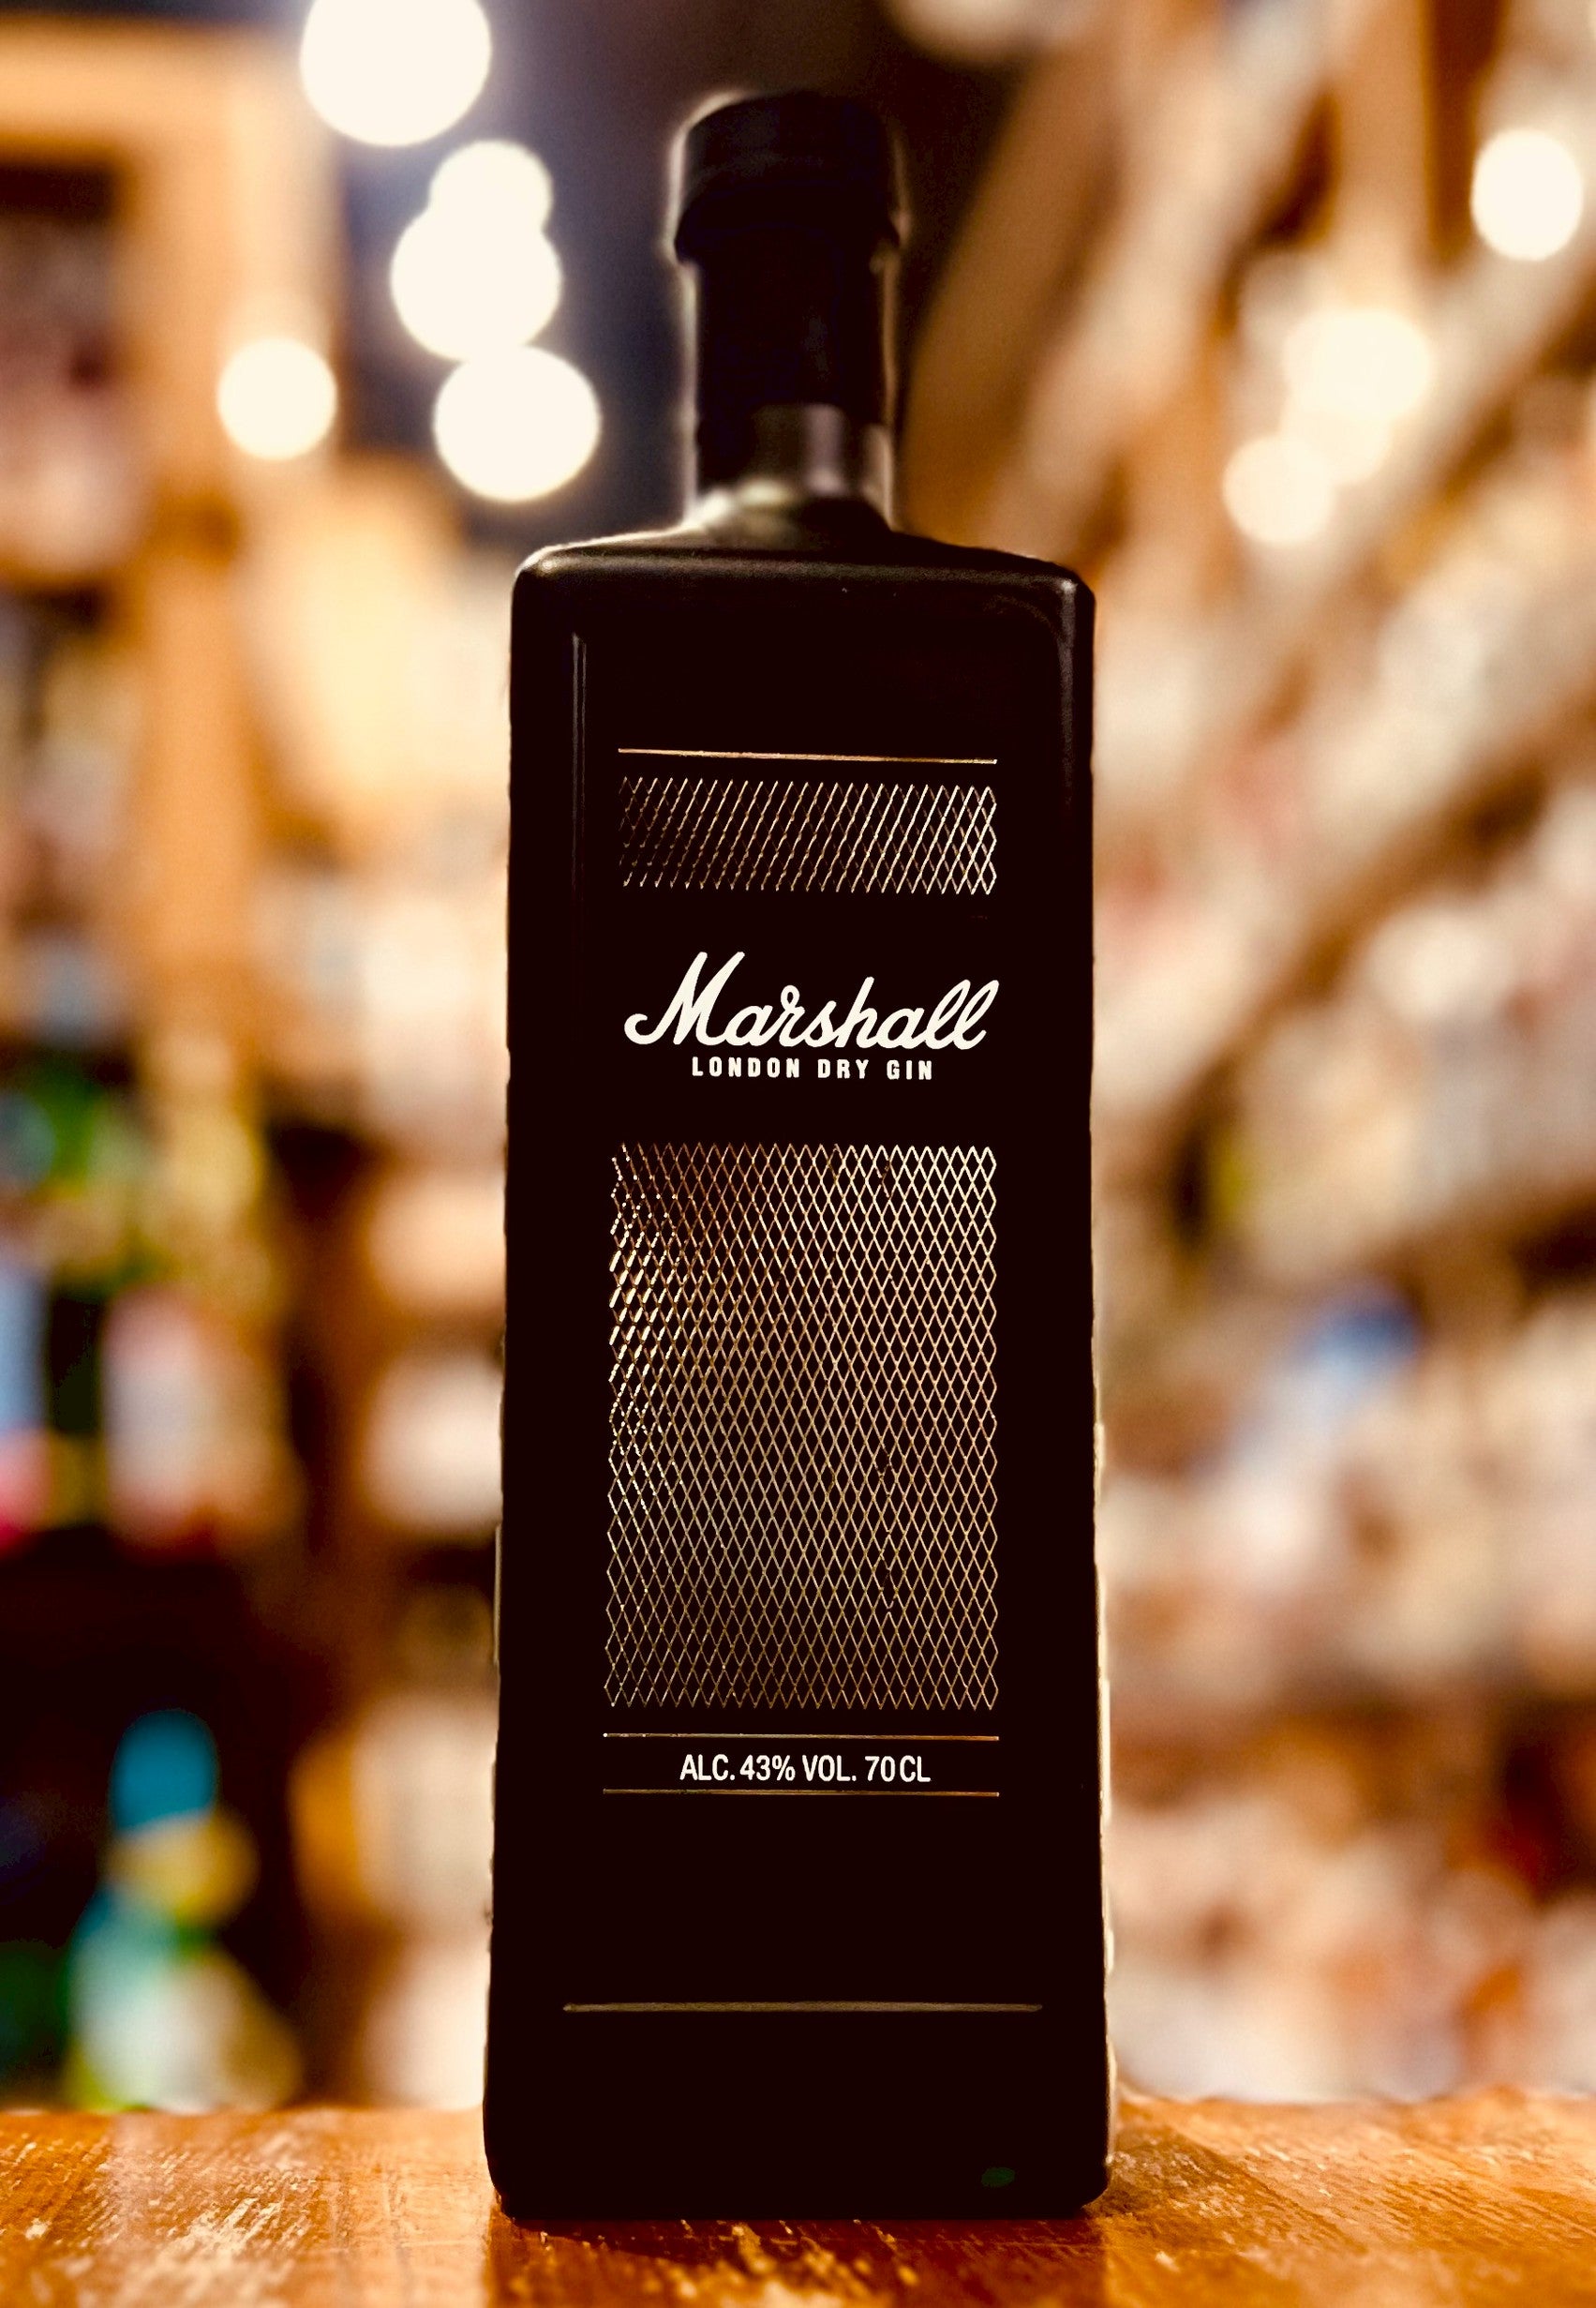 Marshall
LONDON DRY GIN
ALC. 43% VOL. 70 CL